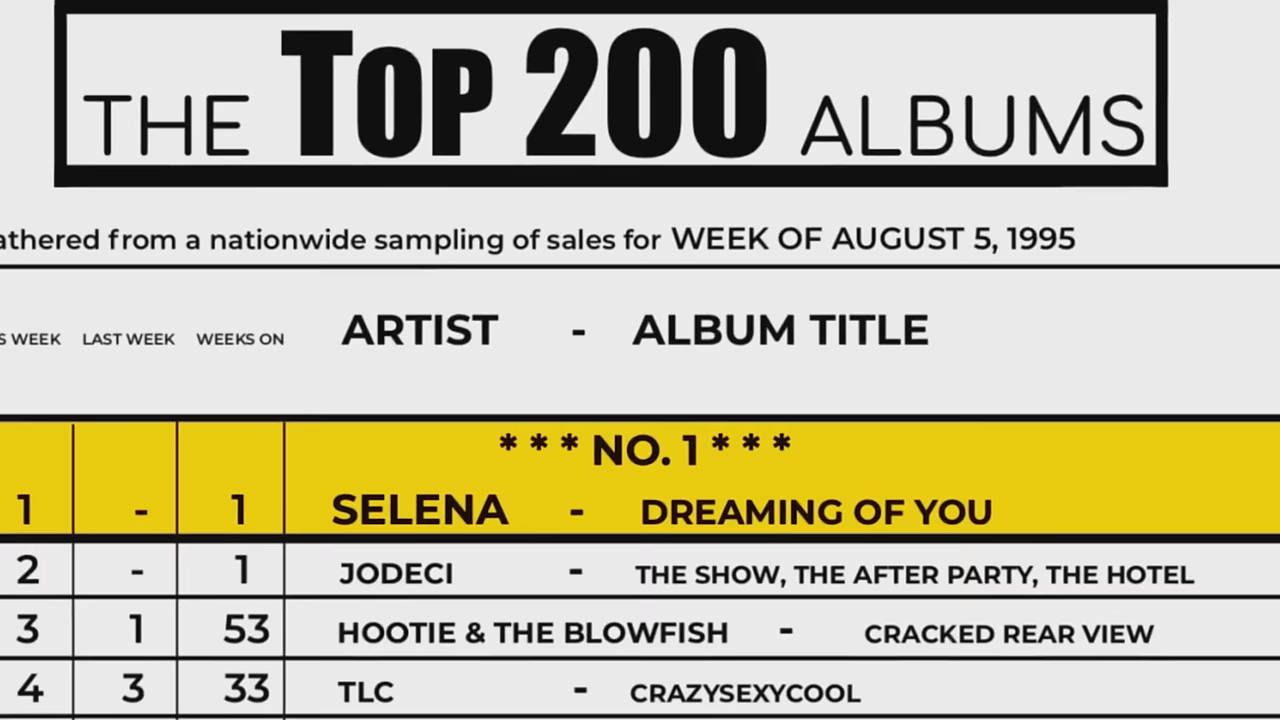 THE TOP 200 ALBUMS
athered from a nationwide sampling of sales for WEEK OF AUGUST 5, 1995
S WEEK LAST WEEK WEEKS ON ARTIST - ALBUM TITLE
* * * NO. 1 * * *
1 - 1 SELENA - DREAMING OF YOU
2 - 1 JODECI - THE SHOW, THE AFTER PARTY, THE HOTEL
3 1 53 HOOTIE & THE BLOWFISH - CRACKED REAR VIEW
4 3 33 TLC - CRAZYSEXYCOOL